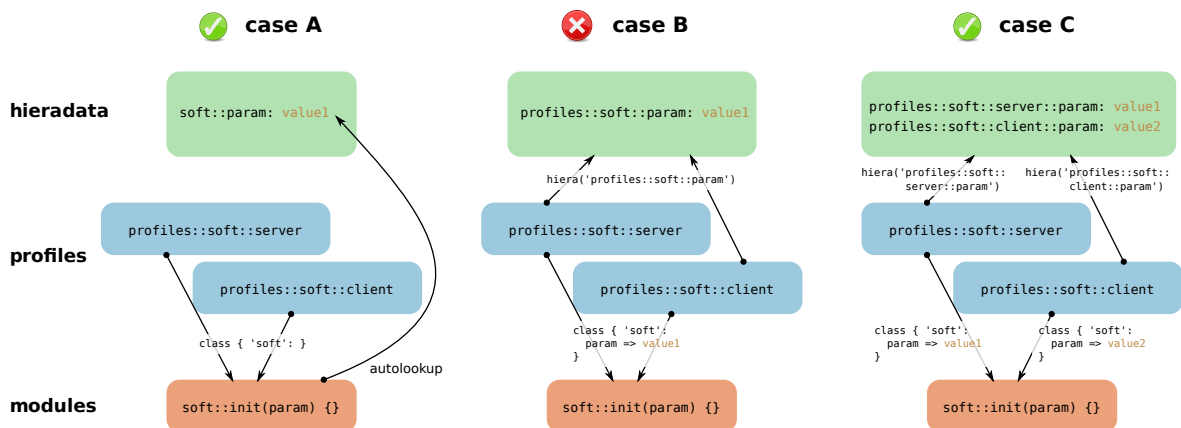 case A
case B
case C
hieradata
soft::param: value1
profiles::soft::param: value1
profiles::soft::server::param: value1
profiles::soft::client::param: value2
hiera('profiles::soft::param')
hiera('profiles::soft::
server::param')
hiera('profiles::soft::
client::param')
profiles
profiles::soft::server
profiles::soft::client
profiles::soft::server
profiles::soft::client
profiles::soft::server
profiles::soft::client
class { 'soft': }
autolookup
class { 'soft':
param => value1
}
class { 'soft':
param => value1
}
class { 'soft':
param => value2
}
modules
soft::init(param) {}
soft::init(param) {}
soft::init(param) {}